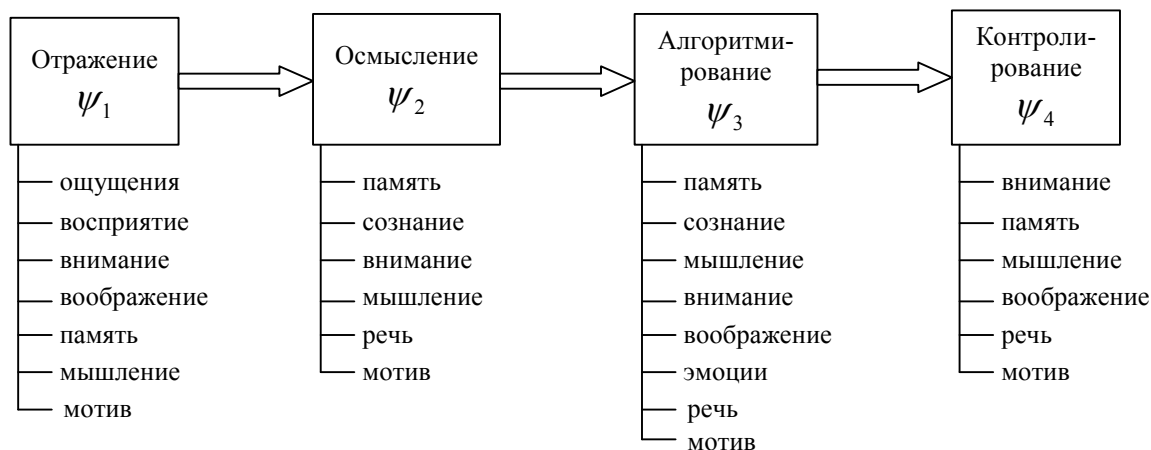 Отражение
ψ1
Осмысление
ψ2
Алгоритми-
рование
ψ3
Контроли-
рование
ψ4
ощущения
восприятие
внимание
воображение
память
мышление
мотив
память
сознание
внимание
мышление
речь
мотив
память
сознание
мышление
внимание
воображение
эмоции
речь
мотив
внимание
память
мышление
воображение
речь
мотив